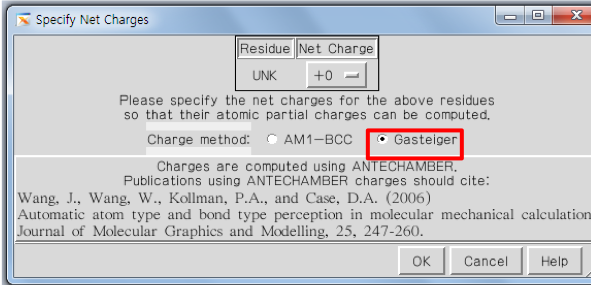 Specify Net Charges
Residue Net Charge
UNK +0
Please specify the net charges for the above residues
so that their atomic partial charges can be computed.
Charge method: AM1-BCC Gasteiger
Charges are computed using ANTECHAMBER.
Publications using ANTECHAMBER charges should cite:
Wang, J., Wang, W., Kollman, P.A., and Case, D.A. (2006)
Automatic atom type and bond type perception in molecular mechanical calculation
Journal of Molecular Graphics and Modelling, 25, 247-260.
OK Cancel Help